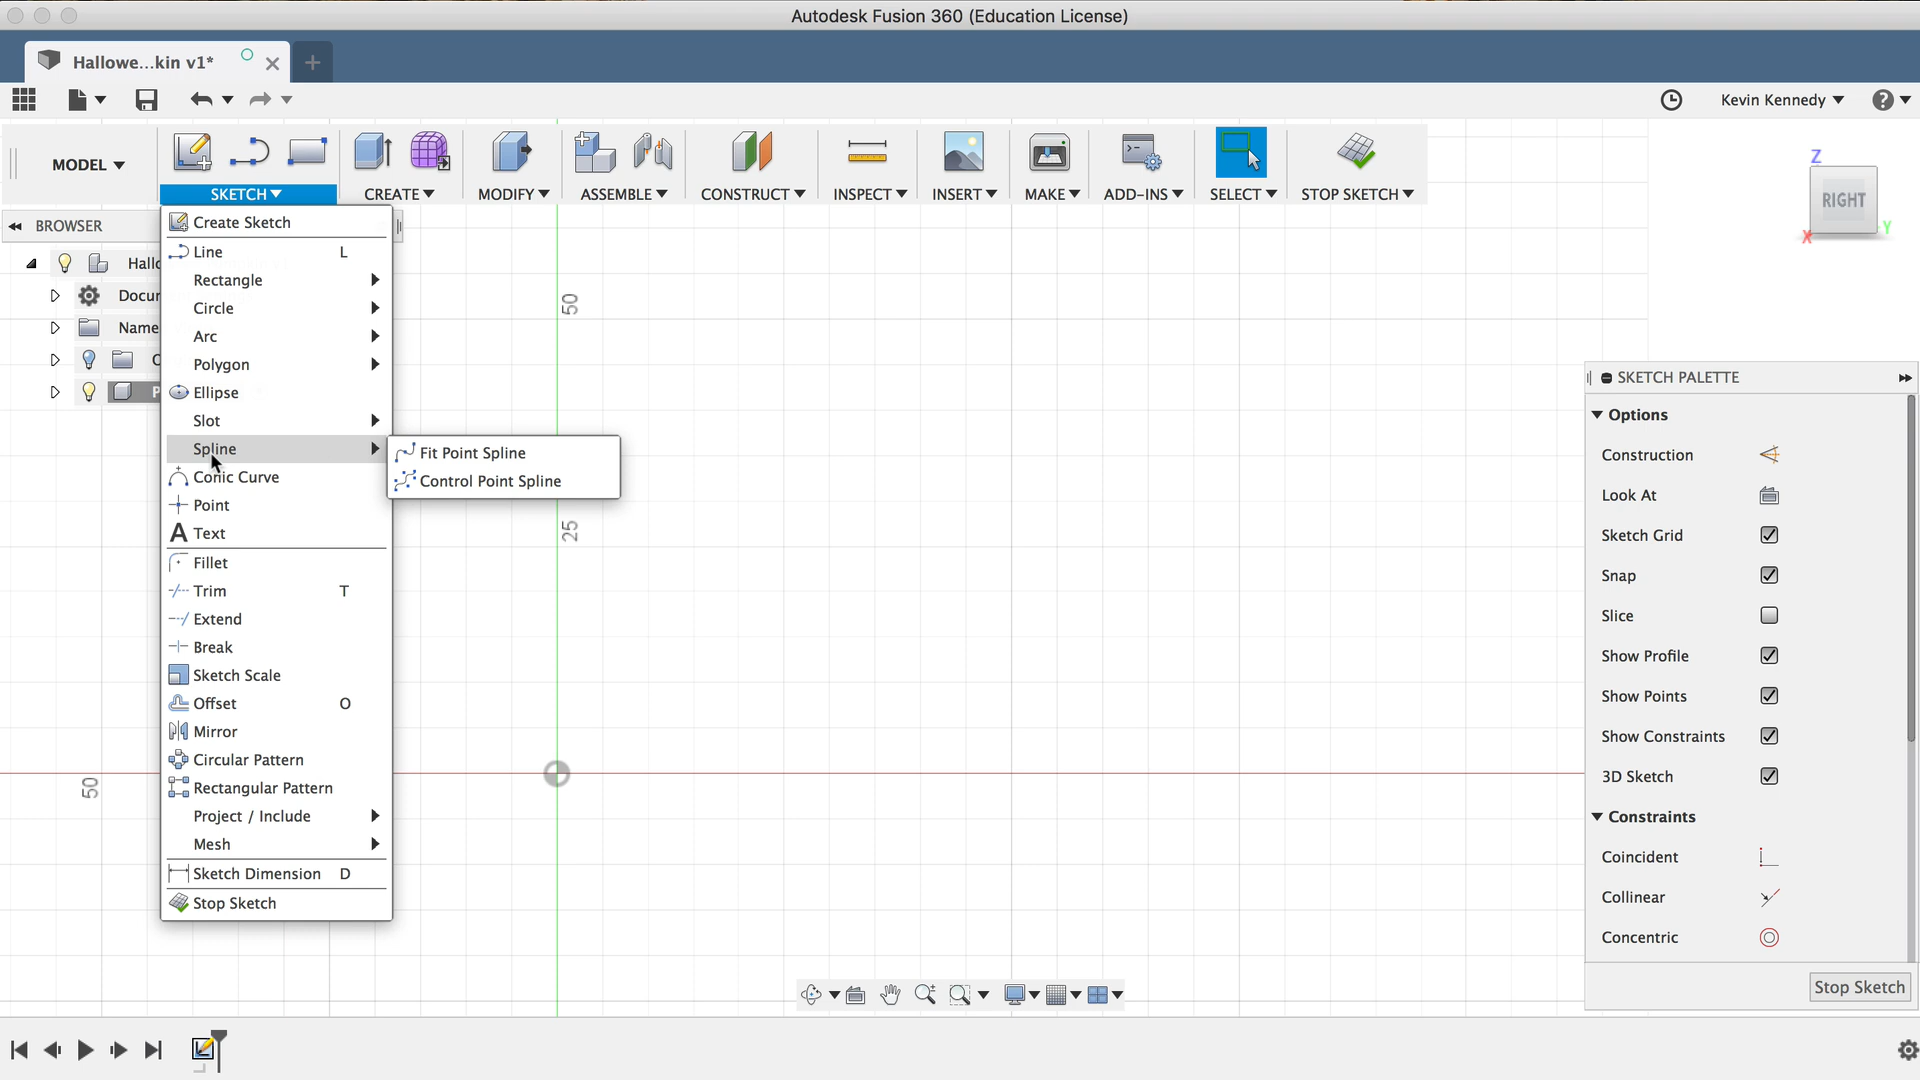 Autodesk Fusion 360 (Education License)
Hallowe...kin v1*
Kevin Kennedy
MODEL
SKETCH
CREATE
MODIFY
ASSEMBLE
CONSTRUCT
INSPECT
INSERT
MAKE
ADD-INS
SELECT
STOP SKETCH
Z
RIGHT
X
Y
BROWSER
Hallo
Docur
Name
C
P
Create Sketch
Line L
Rectangle
Circle
Arc
Polygon
Ellipse
Slot
Spline
Conic Curve
Point
Text
Fillet
Trim T
Extend
Break
Sketch Scale
Offset O
Mirror
Circular Pattern
Rectangular Pattern
Project / Include
Mesh
Sketch Dimension D
Stop Sketch
Fit Point Spline
Control Point Spline
50
25
50
SKETCH PALETTE
Options
Construction
Look At
Sketch Grid
Snap
Slice
Show Profile
Show Points
Show Constraints
3D Sketch
Constraints
Coincident
Collinear
Concentric
Stop Sketch